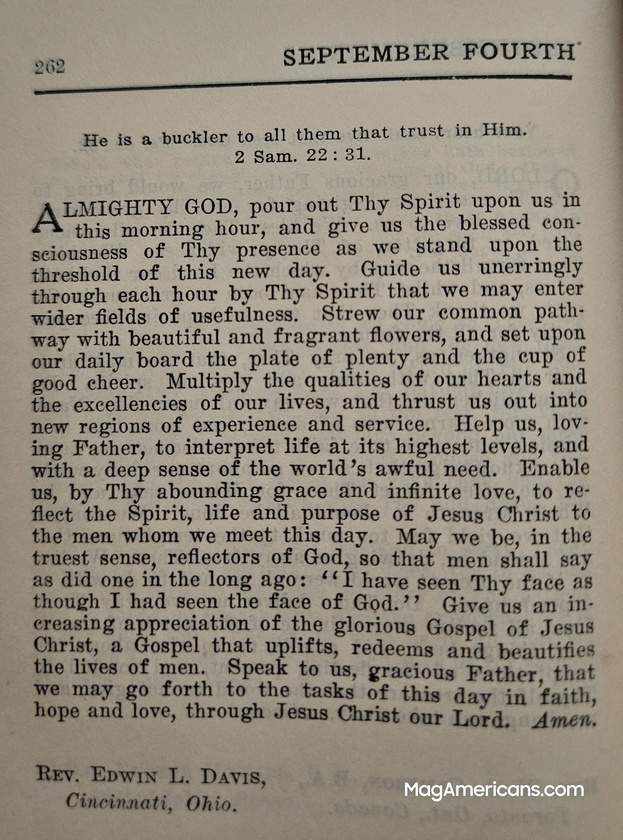 262
SEPTEMBER FOURTH
He is a buckler to all them that trust in Him.
2 Sam. 22 : 31.
ALMIGHTY GOD, pour out Thy Spirit upon us in
this morning hour, and give us the blessed con-
sciousness of Thy presence as we stand upon the
threshold of this new day. Guide us unerringly
through each hour by Thy Spirit that we may enter
wider fields of usefulness. Strew our common path-
way with beautiful and fragrant flowers, and set upon
our daily board the plate of plenty and the cup of
good cheer. Multiply the qualities of our hearts and
the excellencies of our lives, and thrust us out into
new regions of experience and service. Help us, lov-
ing Father, to interpret life at its highest levels, and
with a deep sense of the world's awful need. Enable
us, by Thy abounding grace and infinite love, to re-
flect the Spirit, life and purpose of Jesus Christ to
the men whom we meet this day. May we be, in the
truest sense, reflectors of God, so that men shall say
as did one in the long ago: "I have seen Thy face as
though I had seen the face of God." Give us an in-
creasing appreciation of the glorious Gospel of Jesus
Christ, a Gospel that uplifts, redeems and beautifies
the lives of men. Speak to us, gracious Father, that
we may go forth to the tasks of this day in faith,
hope and love, through Jesus Christ our Lord. Amen.
REV. EDWIN L. DAVIS,
Cincinnati, Ohio.
MagAmericans.com